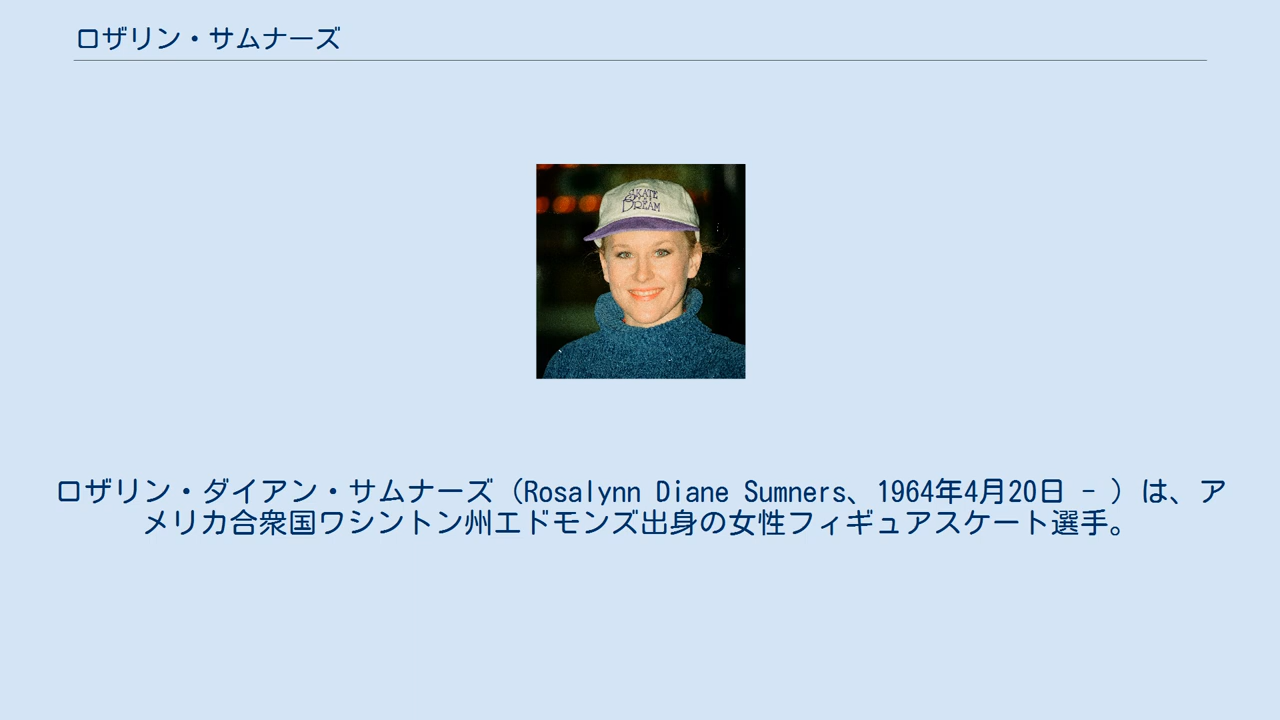 ロザリン・サムナーズ
SKATE
DREAM
ロザリン・ダイアン・サムナーズ（Rosalynn Diane Sumners、1964年4月20日 - ）は、ア
メリカ合衆国ワシントン州エドモンズ出身の女性フィギュアスケート選手。